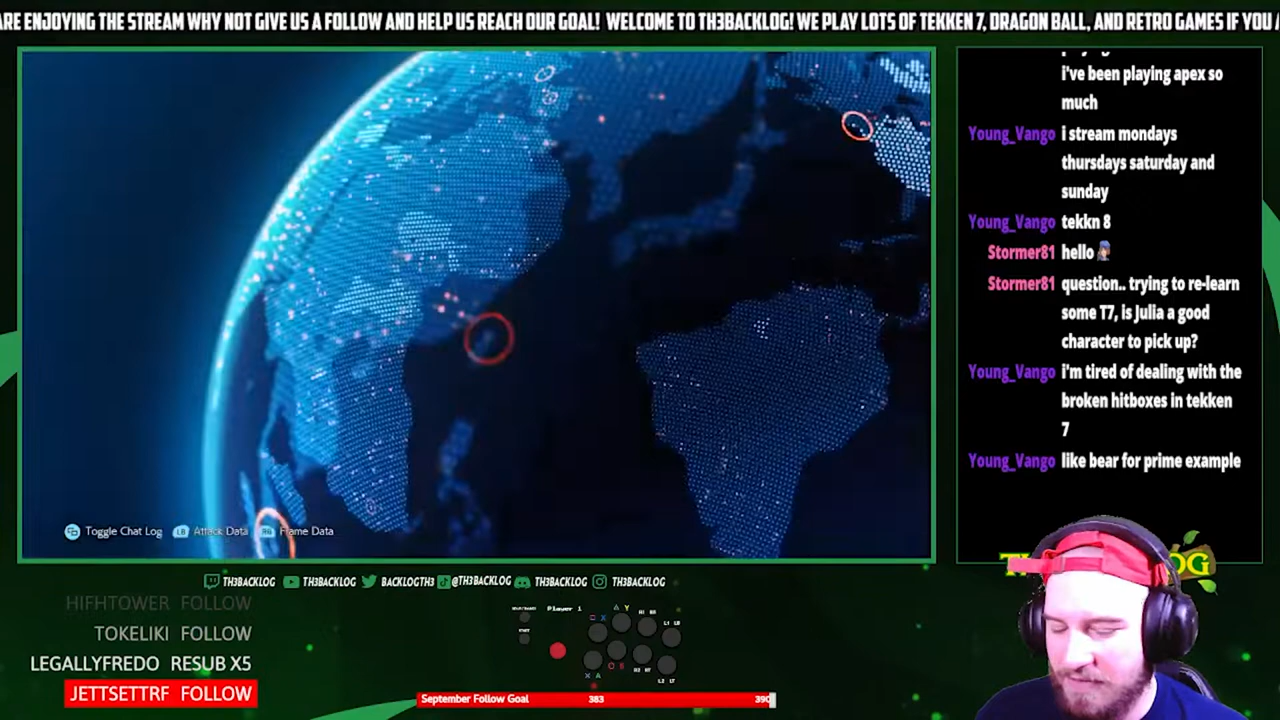 ARE ENJOYING THE STREAM WHY NOT GIVE US A FOLLOW AND HELP US REACH OUR GOAL! WELCOME TO TH3BACKLOG! WE PLAY LOTS OF TEKKEN 7, DRAGON BALL, AND RETRO GAMES IF YOU
i've been playing apex so
much
Young_Vango i stream mondays
thursdays saturday and
sunday
Young_Vango tekkn 8
Stormer81 hello
Stormer81 question.. trying to re-learn
some T7, is Julia a good
character to pick up?
Young_Vango i'm tired of dealing with the
broken hitboxes in tekken
7
Young_Vango like bear for prime example
Toggle Chat Log LB Attack Data RB Frame Data
TH3BACKLOG TH3BACKLOG BACKLOGTH3 @TH3BACKLOG TH3BACKLOG TH3BACKLOG
HIFHTOWER FOLLOW
TOKELIKI FOLLOW
LEGALLYFREDO RESUB X5
JETTSETTRF FOLLOW
Player 1
September Follow Goal 383 390